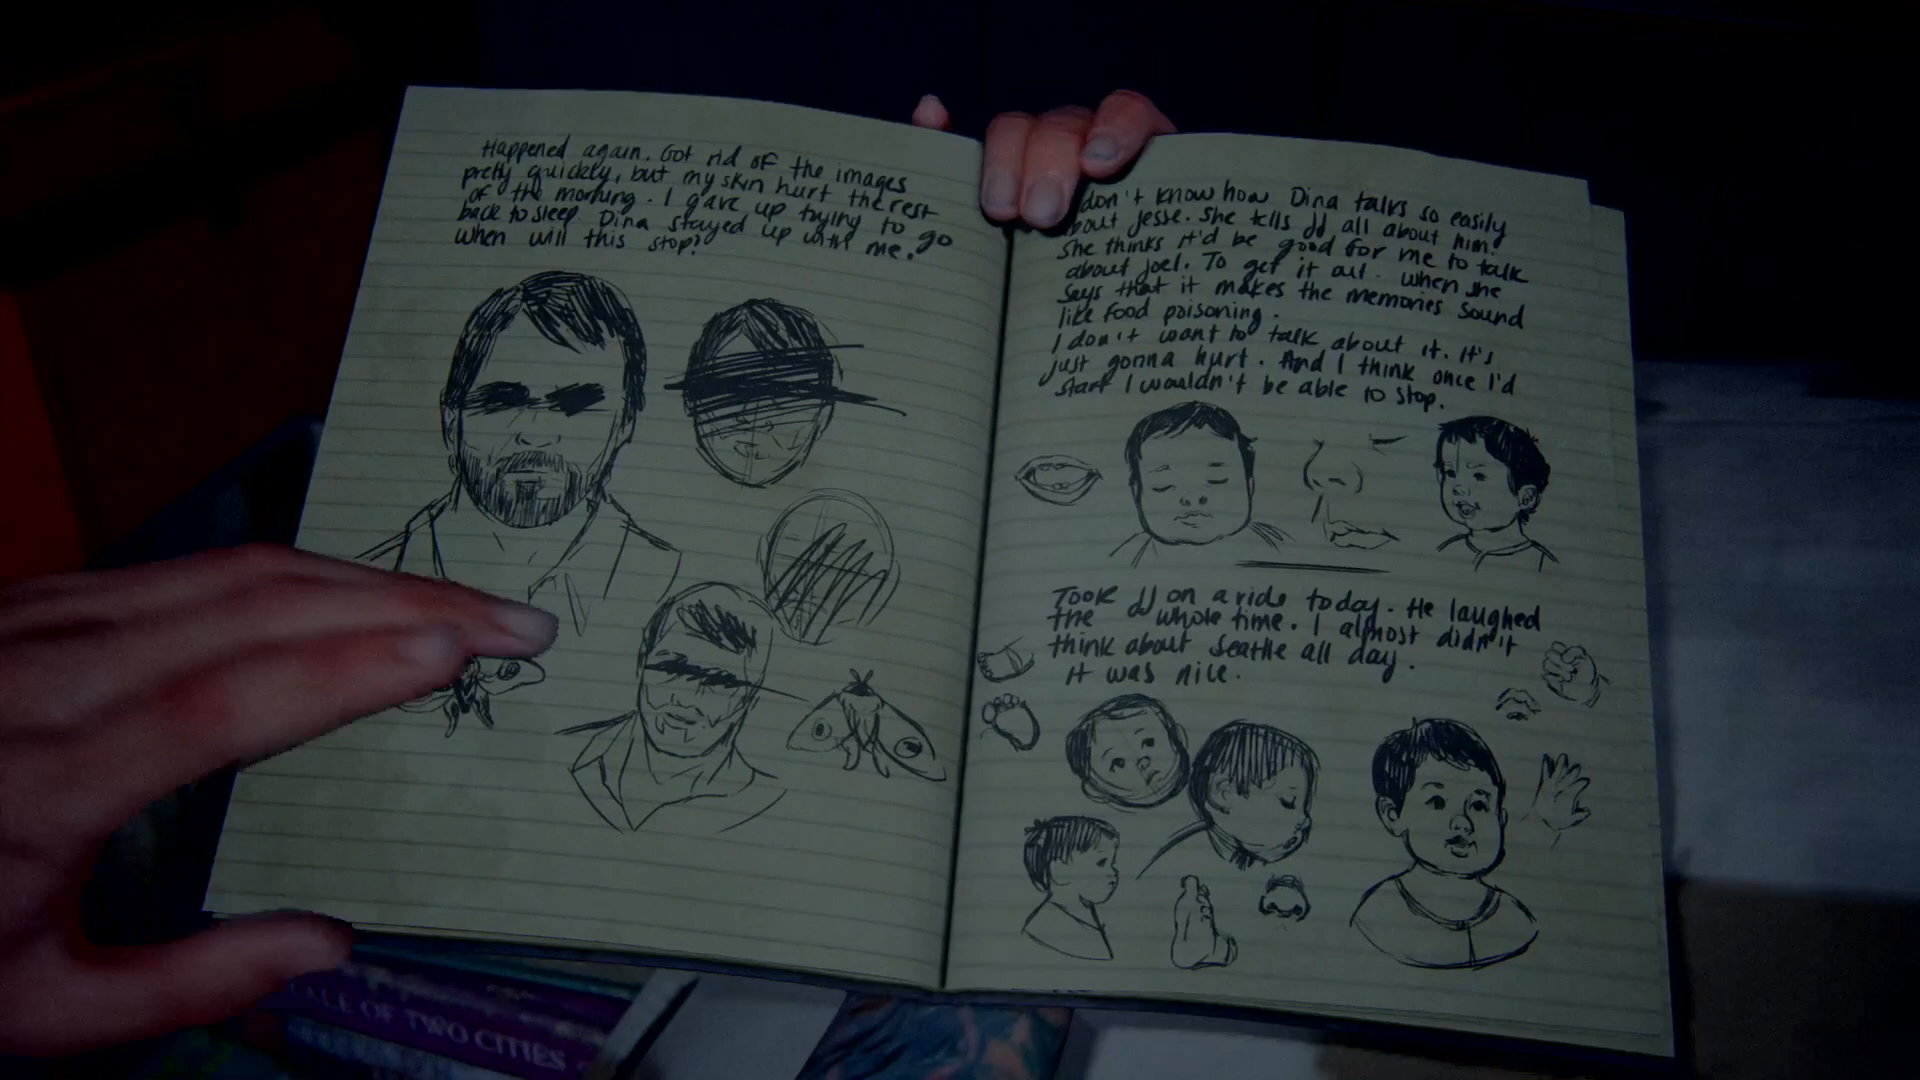 Happened again. Got rid of the images
pretty quickly, but my skin hurt the rest
of the morning. I gave up trying to go
back to sleep. Dina stayed up with me.
When will this stop?
don't know how Dina talks so easily
about Jesse. She tells JJ all about him.
She thinks it'd be good for me to talk
about Joel. To get it out. When she
says that it makes the memories sound
like food poisoning.
I don't want to talk about it. It's
just gonna hurt. And I think once I'd
start I wouldn't be able to stop.
Took JJ on a ride today. He laughed
the whole time. I almost didn't
think about Seattle all day.
It was nice.
TALE OF TWO CITIES